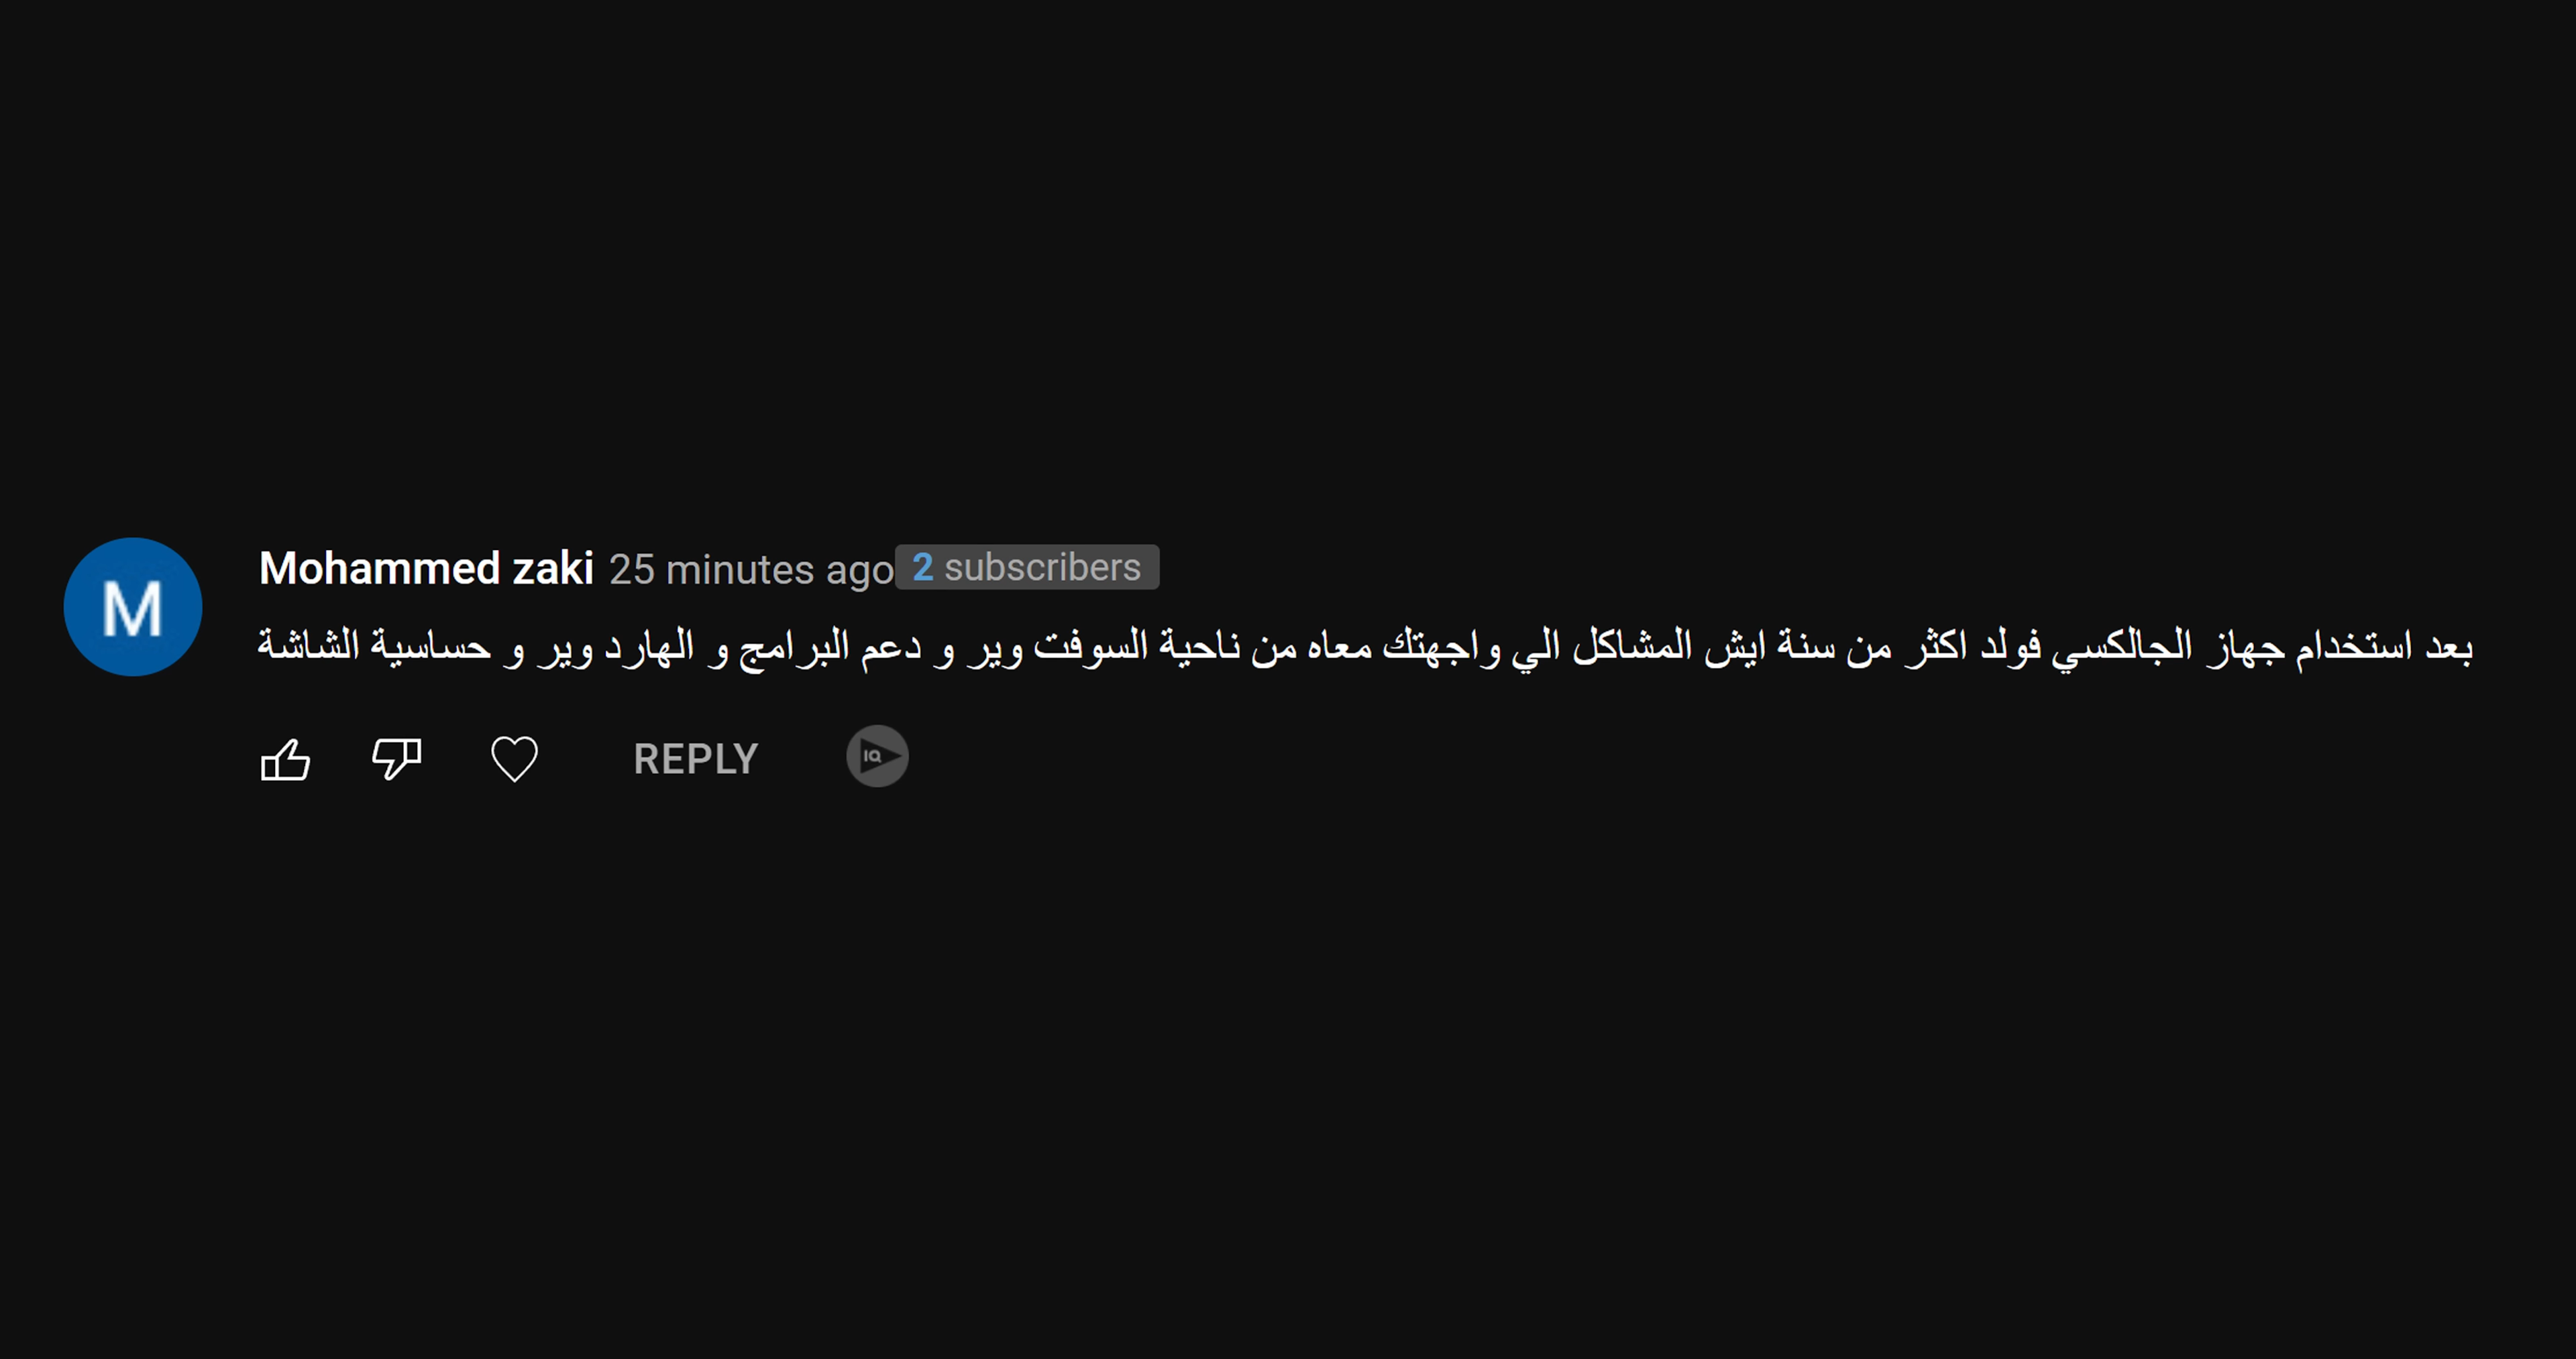 Mohammed zaki 25 minutes ago 2 subscribers
M
بعد استخدام جهاز الجالكسي فولد اكثر من سنة ايش المشاكل الي واجهتك معاه من ناحية السوفت وير و دعم البرامج و الهارد وير و حساسية الشاشة
REPLY IQ